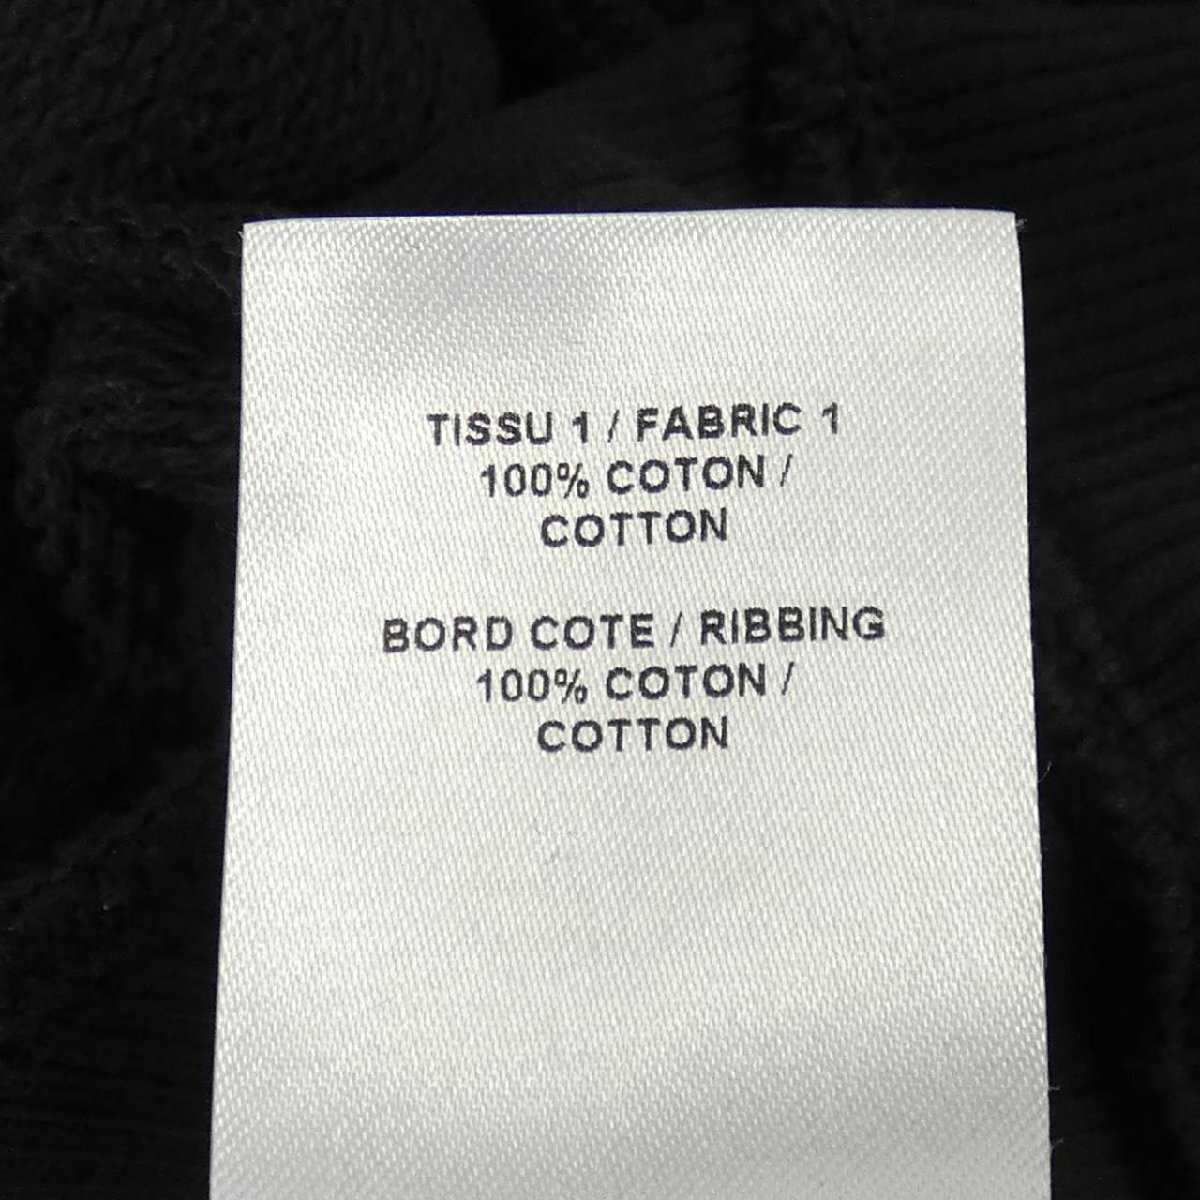 TISSU 1 / FABRIC 1
100% COTON /
COTTON
BORD COTE / RIBBING
100% COTON /
COTTON